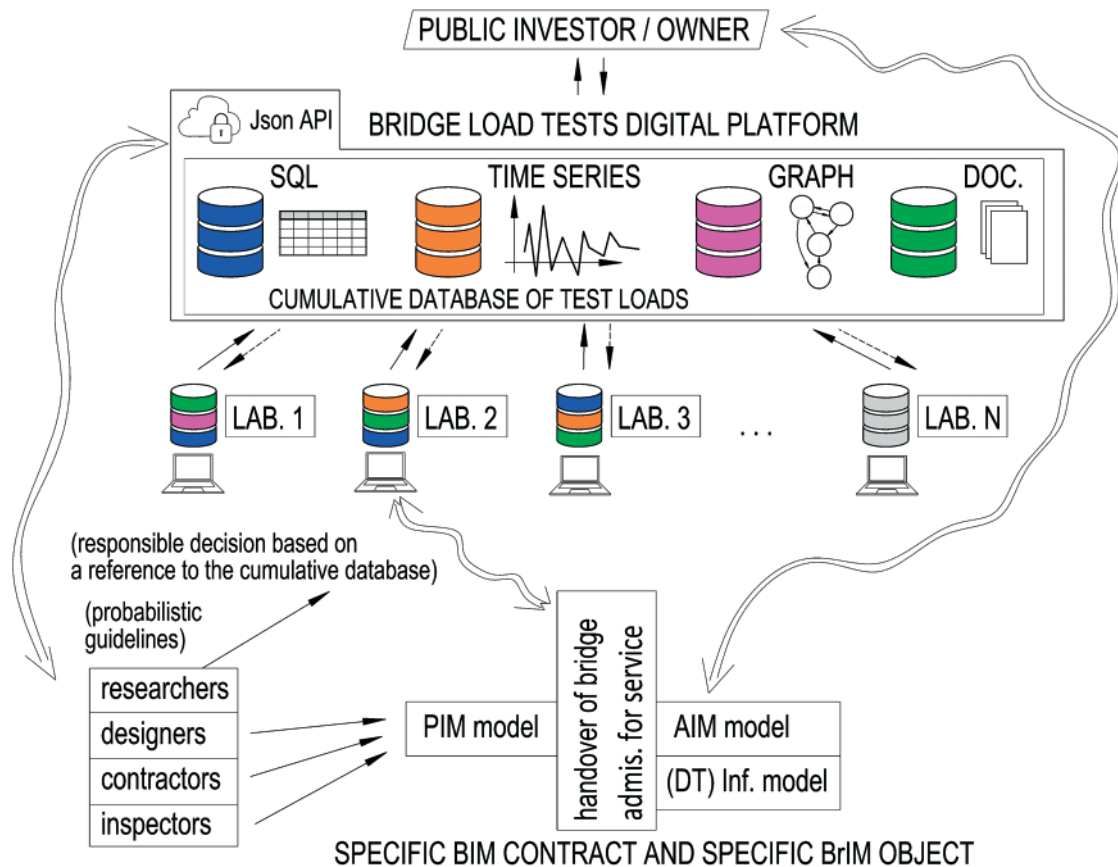 PUBLIC INVESTOR / OWNER
Json API
BRIDGE LOAD TESTS DIGITAL PLATFORM
SQL
TIME SERIES
GRAPH
DOC.
CUMULATIVE DATABASE OF TEST LOADS
LAB. 1
LAB. 2
LAB. 3
...
LAB. N
(responsible decision based on
a reference to the cumulative database)
(probabilistic
guidelines)
researchers
designers
contractors
inspectors
PIM model
handover of bridge
admis. for service
AIM model
(DT) Inf. model
SPECIFIC BIM CONTRACT AND SPECIFIC BrIM OBJECT